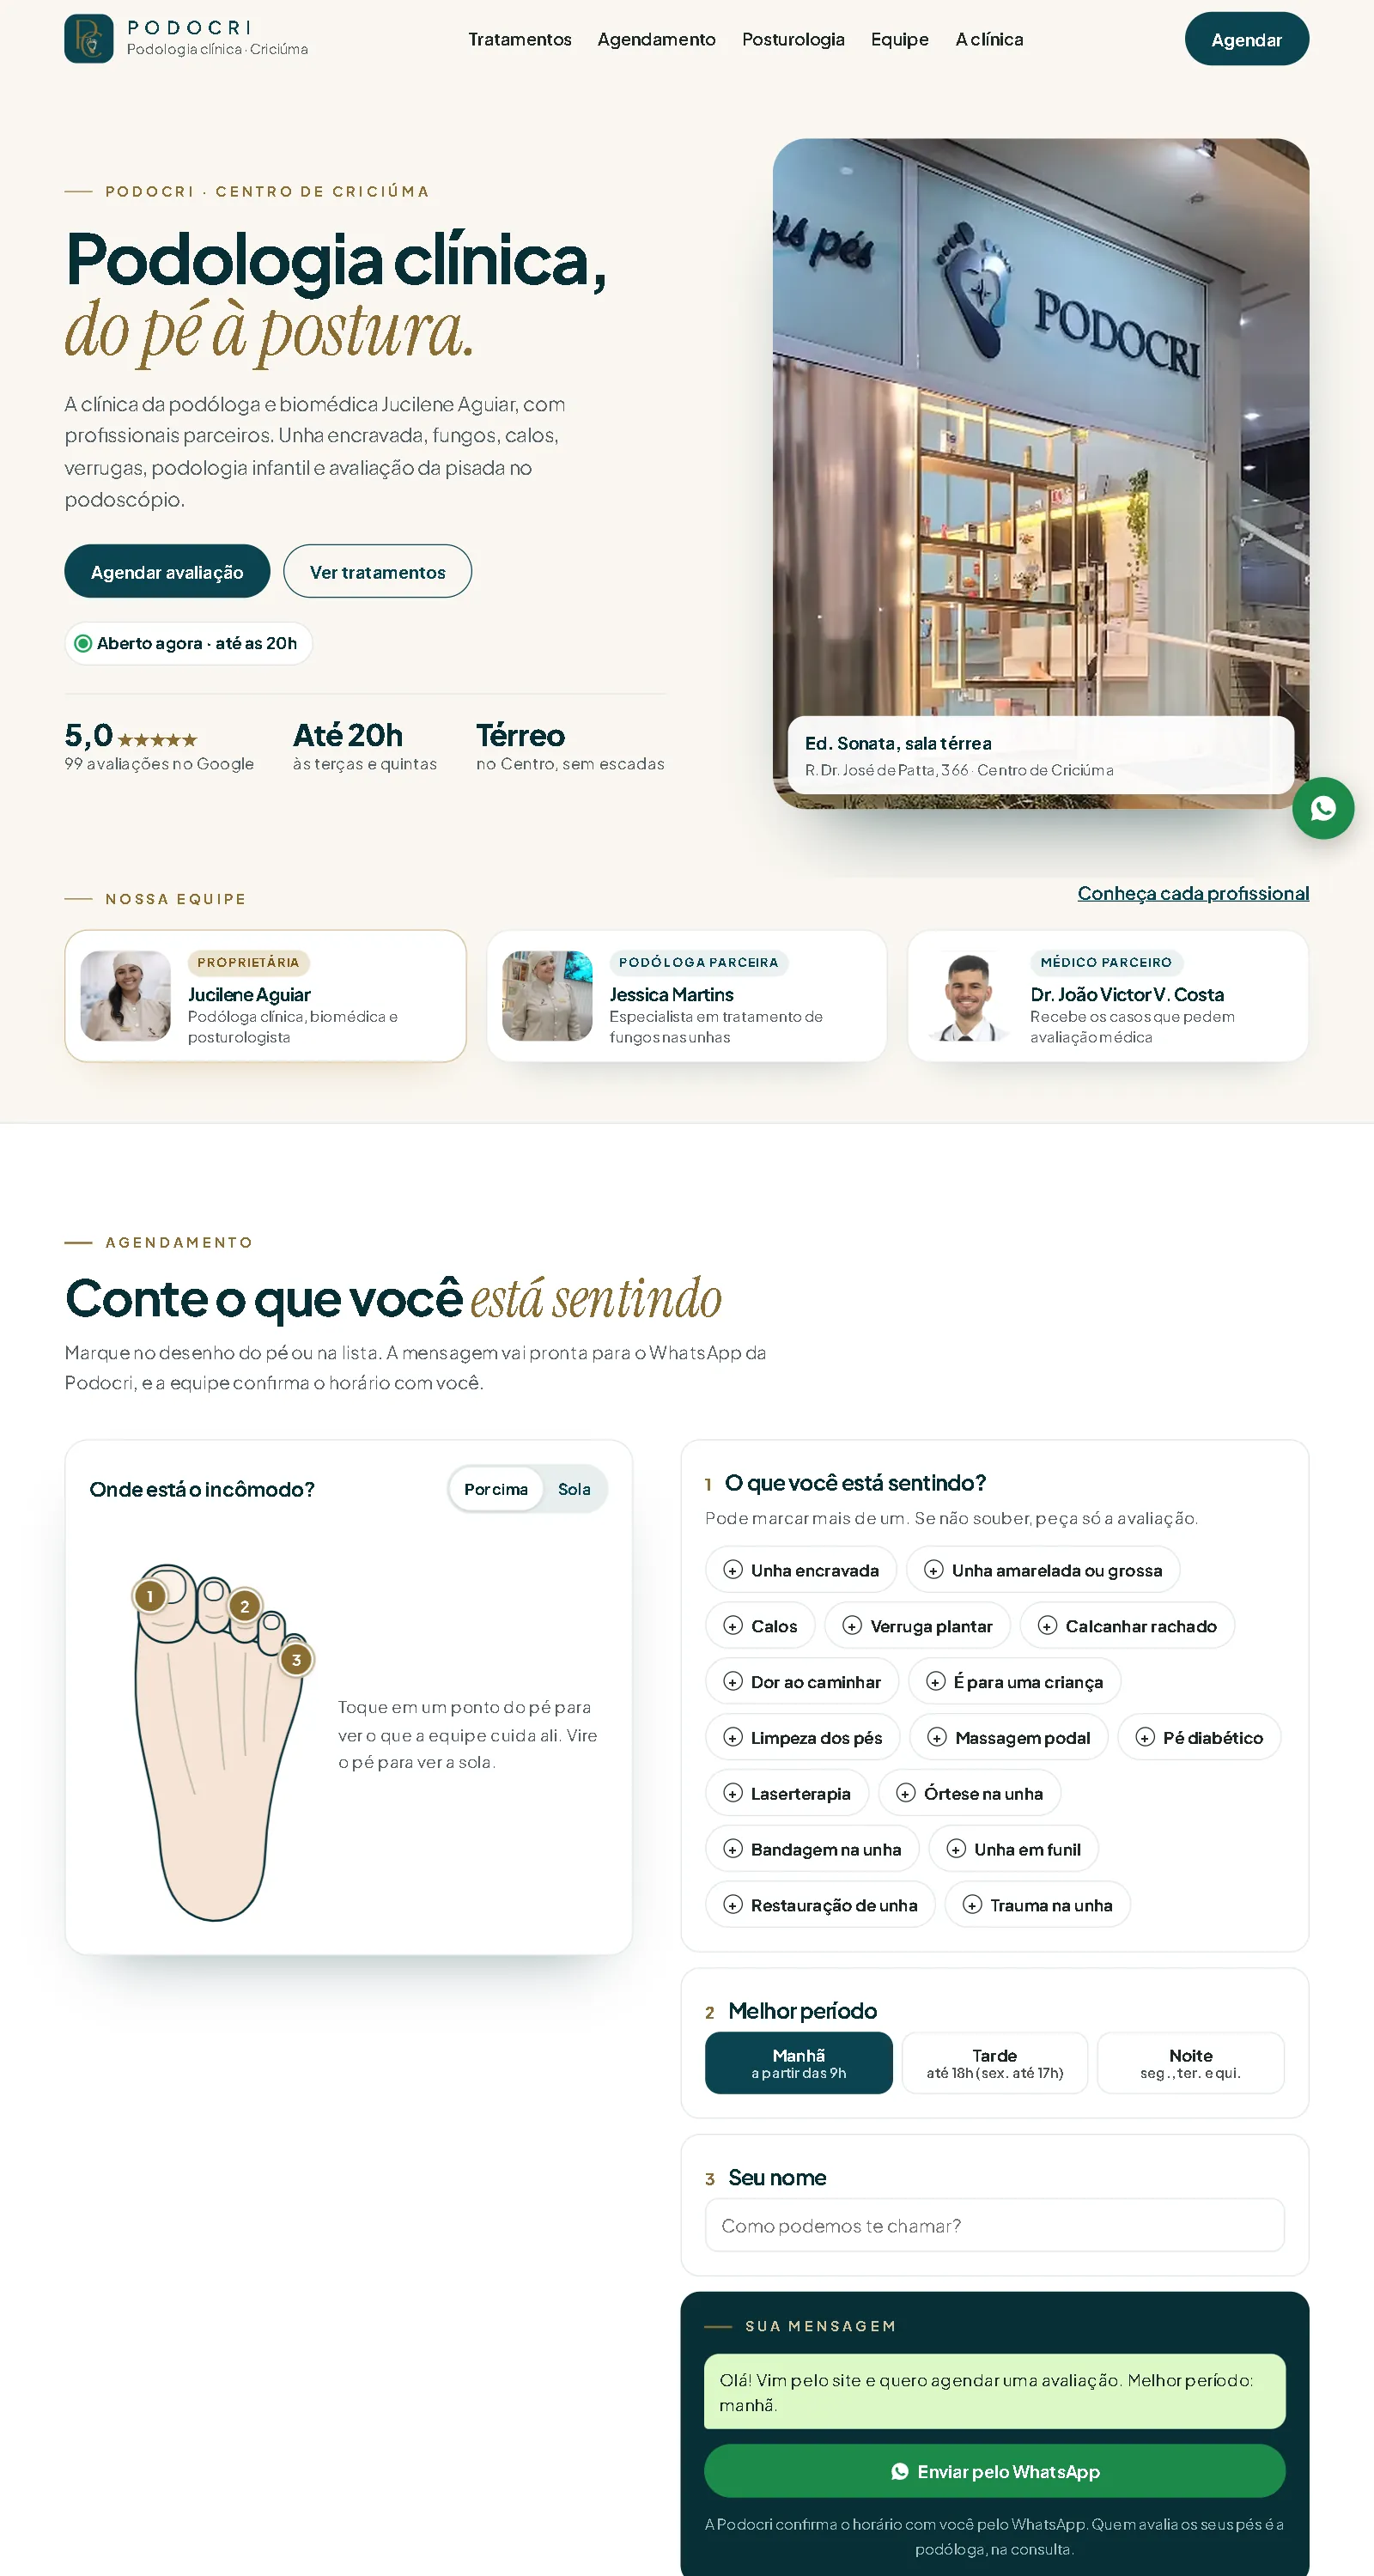 PODOCRI
Podologia clínica · Criciúma
Tratamentos
Agendamento
Posturologia
Equipe
A clínica
Agendar
PODOCRI · CENTRO DE CRICIÚMA
Podologia clínica,
do pé à postura.
A clínica da podóloga e biomédica Jucilene Aguiar, com
profissionais parceiros. Unha encravada, fungos, calos,
verrugas, podologia infantil e avaliação da pisada no
podoscópio.
Agendar avaliação
Ver tratamentos
Aberto agora · até as 20h
5,0 ★★★★★
99 avaliações no Google
Até 20h
às terças e quintas
Térreo
no Centro, sem escadas
us pés
PODOCRI
Ed. Sonata, sala térrea
R. Dr. José de Patta, 366 · Centro de Criciúma
NOSSA EQUIPE
Conheça cada profissional
PROPRIETÁRIA
Jucilene Aguiar
Podóloga clínica, biomédica e
posturologista
PODÓLOGA PARCEIRA
Jessica Martins
Especialista em tratamento de
fungos nas unhas
MÉDICO PARCEIRO
Dr. João Victor V. Costa
Recebe os casos que pedem
avaliação médica
AGENDAMENTO
Conte o que você está sentindo
Marque no desenho do pé ou na lista. A mensagem vai pronta para o WhatsApp da
Podocri, e a equipe confirma o horário com você.
Onde está o incômodo?
Por cima
Sola
1
2
3
Toque em um ponto do pé para
ver o que a equipe cuida ali. Vire
o pé para ver a sola.
1 O que você está sentindo?
Pode marcar mais de um. Se não souber, peça só a avaliação.
+ Unha encravada
+ Unha amarelada ou grossa
+ Calos
+ Verruga plantar
+ Calcanhar rachado
+ Dor ao caminhar
+ É para uma criança
+ Limpeza dos pés
+ Massagem podal
+ Pé diabético
+ Laserterapia
+ Órtese na unha
+ Bandagem na unha
+ Unha em funil
+ Restauração de unha
+ Trauma na unha
2 Melhor período
Manhã
a partir das 9h
Tarde
até 18h (sex. até 17h)
Noite
seg., ter. e qui.
3 Seu nome
Como podemos te chamar?
SUA MENSAGEM
Olá! Vim pelo site e quero agendar uma avaliação. Melhor período:
manhã.
Enviar pelo WhatsApp
A Podocri confirma o horário com você pelo WhatsApp. Quem avalia os seus pés é a
podóloga, na consulta.